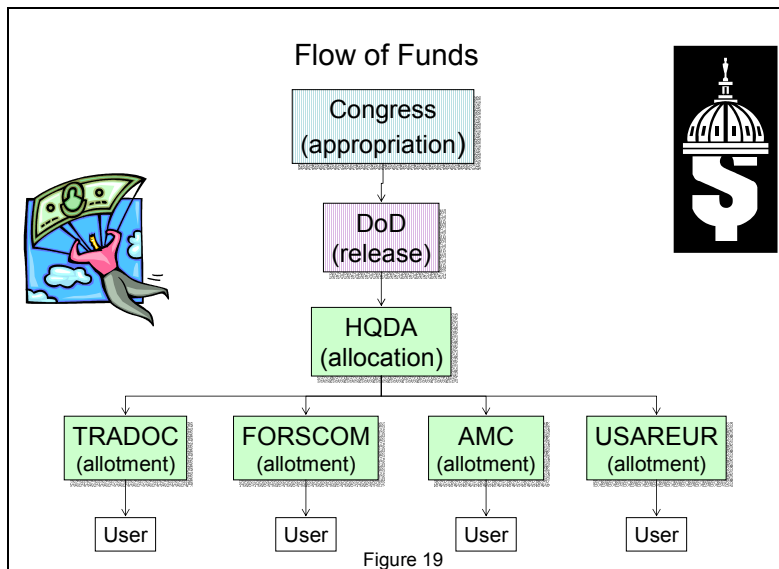 Flow of Funds
Congress
(appropriation)
DoD
(release)
HQDA
(allocation)
TRADOC
(allotment)
FORSCOM
(allotment)
AMC
(allotment)
USAREUR
(allotment)
User
User
User
User
Figure 19